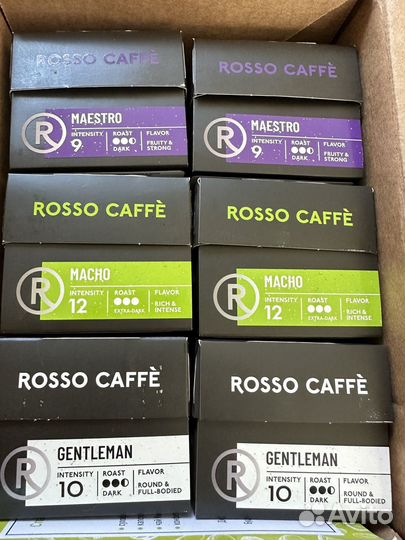 ROSSO CAFFÈ
R
MAESTRO
INTENSITY ROAST FLAVOR
9 DARK FRUITY & STRONG
ROSSO CAFFÈ
R
MAESTRO
INTENSITY ROAST FLAVOR
9 DARK FRUITY & STRONG
ROSSO CAFFÈ
R
MACHO
INTENSITY ROAST FLAVOR
12 EXTRA-DARK RICH & INTENSE
ROSSO CAFFÈ
R
MACHO
INTENSITY ROAST FLAVOR
12 EXTRA-DARK RICH & INTENSE
ROSSO CAFFÈ
R
GENTLEMAN
INTENSITY ROAST FLAVOR
10 DARK ROUND & FULL-BODIED
ROSSO CAFFÈ
R
GENTLEMAN
INTENSITY ROAST FLAVOR
10 DARK ROUND & FULL-BODIED
Avito